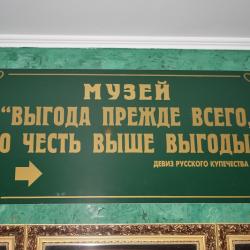 МУЗЕЙ
“ВЫГОДА ПРЕЖДЕ ВСЕГО,
О ЧЕСТЬ ВЫШЕ ВЫГОДЫ
ДЕВИЗ РУССКОГО КУПЕЧЕСТВА